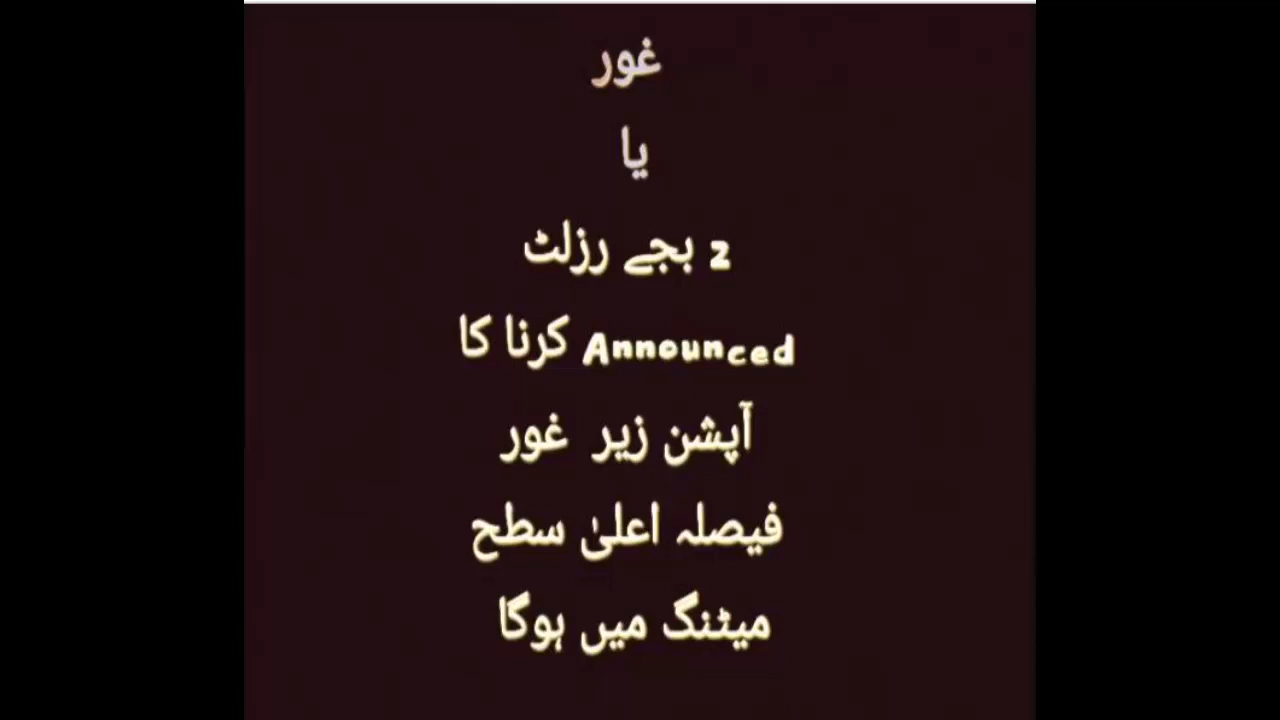 غور
یا
2 بجے رزلٹ
Announced کرنا کا
آپشن زیر غور
فیصلہ اعلیٰ سطح
میٹنگ میں ہوگا